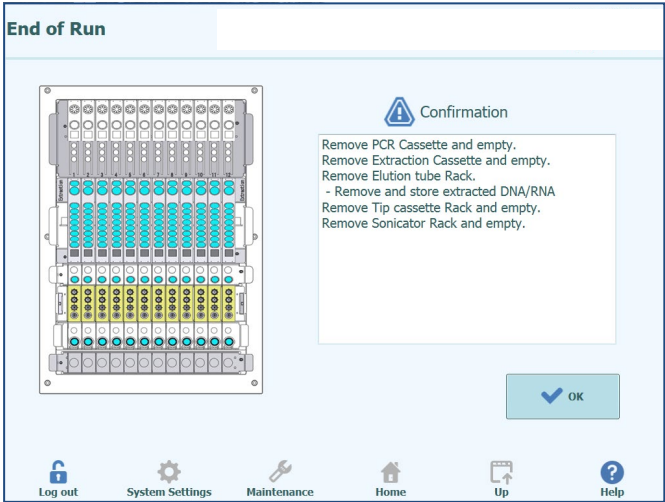 End of Run
Confirmation
Remove PCR Cassette and empty.
Remove Extraction Cassette and empty.
Remove Elution tube Rack.
- Remove and store extracted DNA/RNA
Remove Tip cassette Rack and empty.
Remove Sonicator Rack and empty.
1 2 3 4 5 6 7 8 9 10 11 12
Extraction
Extraction
OK
Log out
System Settings
Maintenance
Home
Up
Help